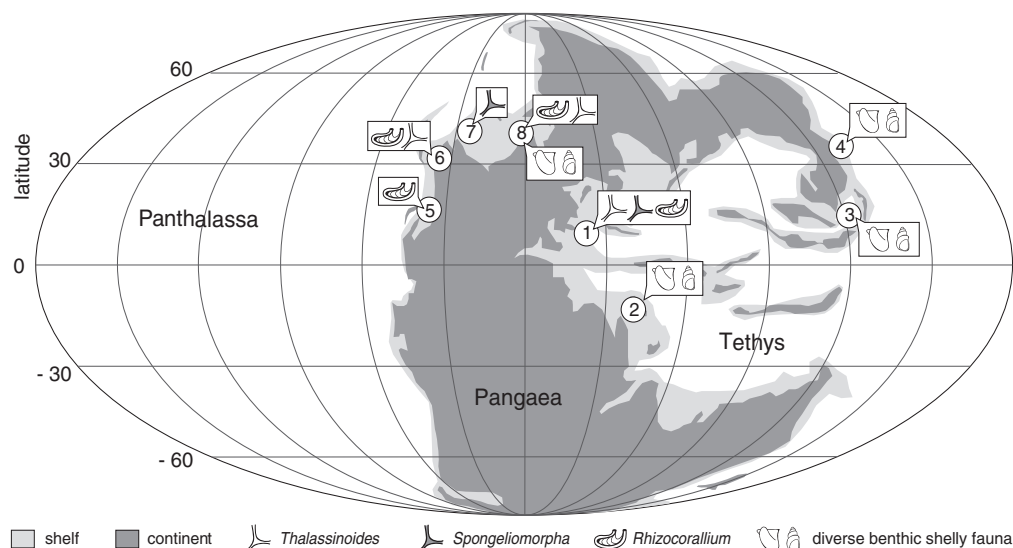 60
7
8
4
latitude
30
6
5
3
Panthalassa
1
0
2
Tethys
- 30
Pangaea
- 60
shelf continent Thalassinoides Spongeliomorpha Rhizocorallium diverse benthic shelly fauna